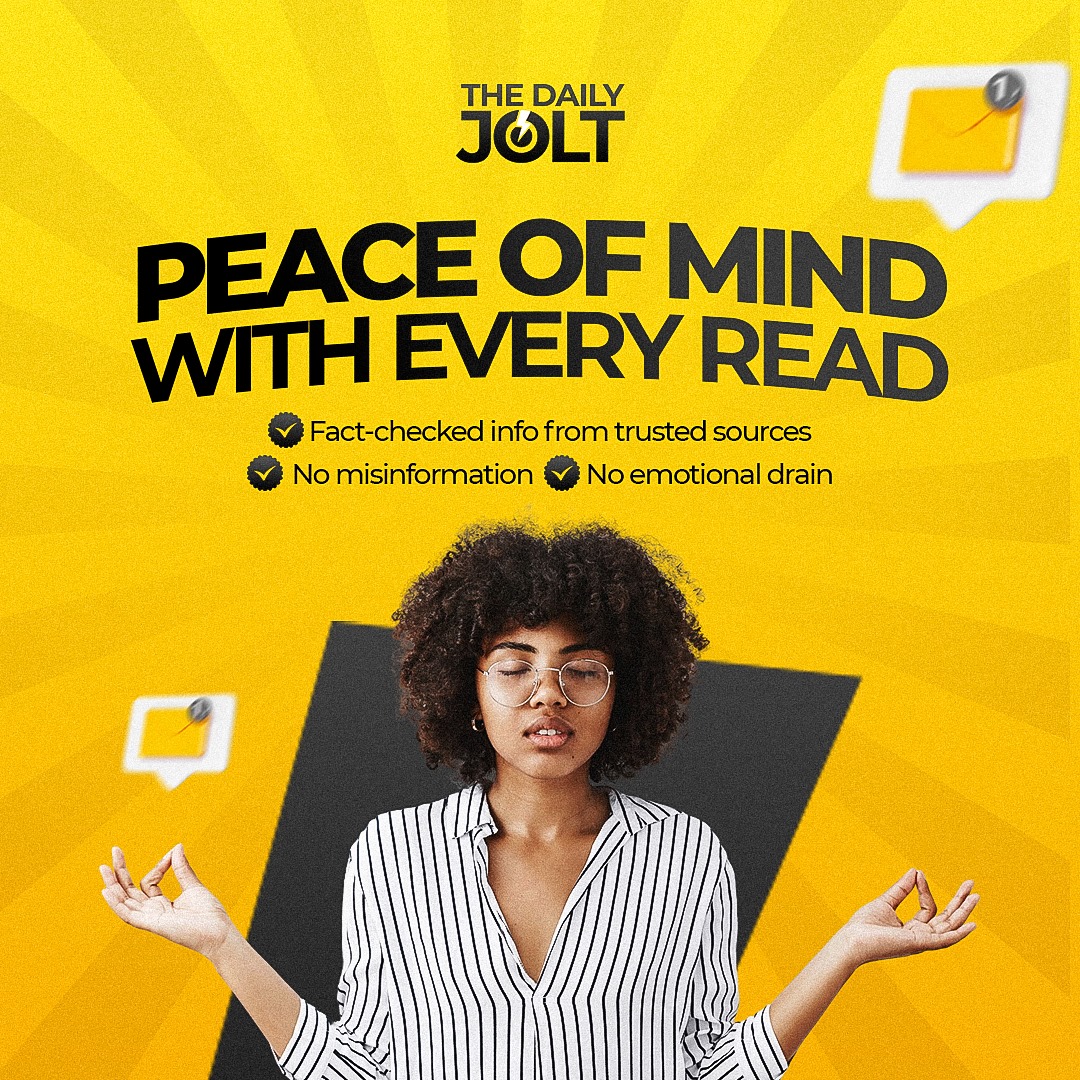 THE DAILY
JOLT
PEACE OF MIND
WITH EVERY READ
Fact-checked info from trusted sources
No misinformation No emotional drain
1